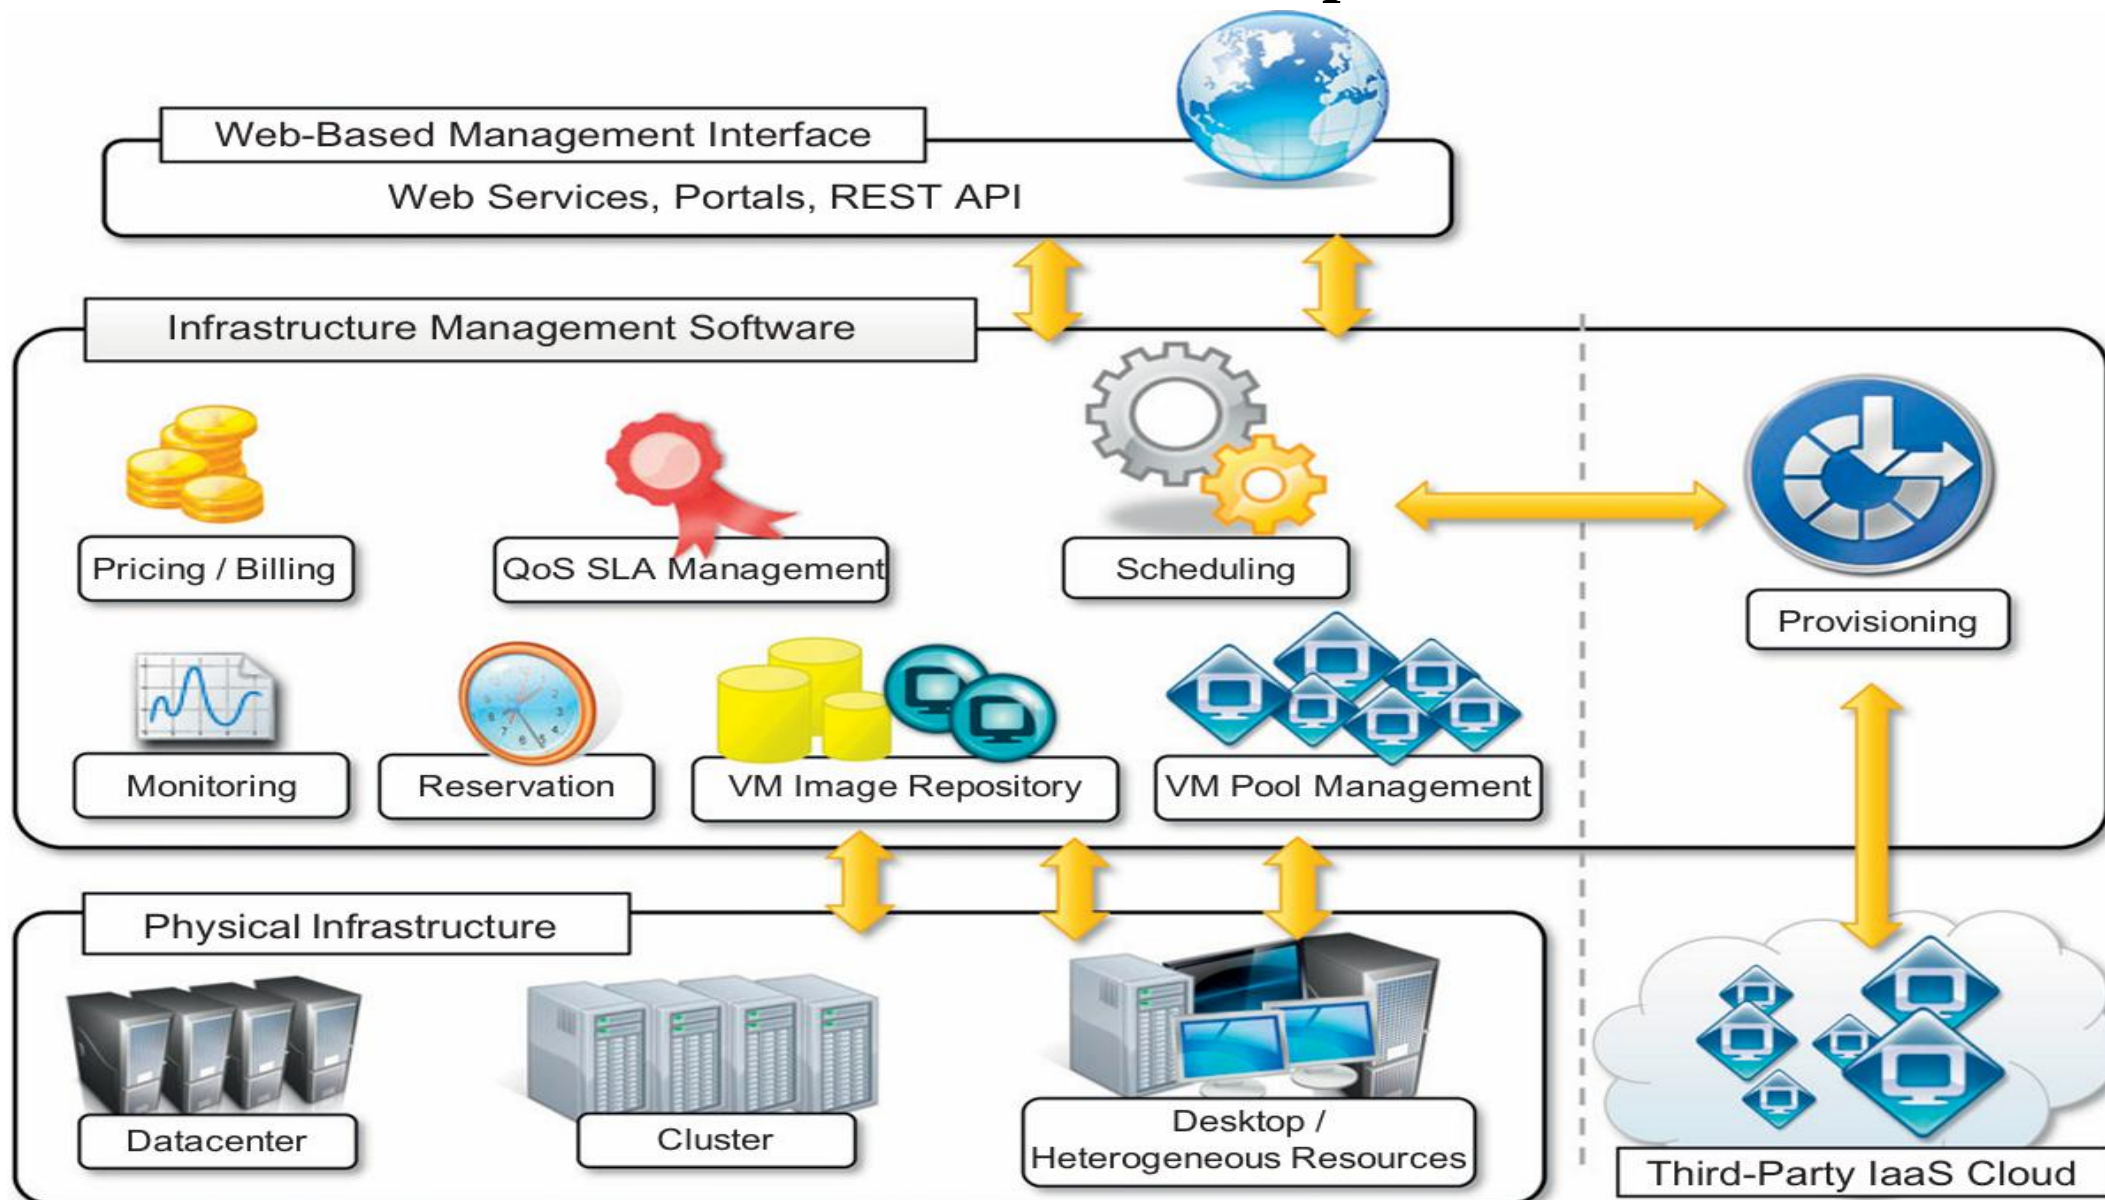 Web-Based Management Interface
Web Services, Portals, REST API
Infrastructure Management Software
Pricing / Billing
QoS SLA Management
Scheduling
Provisioning
Monitoring
Reservation
VM Image Repository
VM Pool Management
Physical Infrastructure
Datacenter
Cluster
Desktop /
Heterogeneous Resources
Third-Party IaaS Cloud